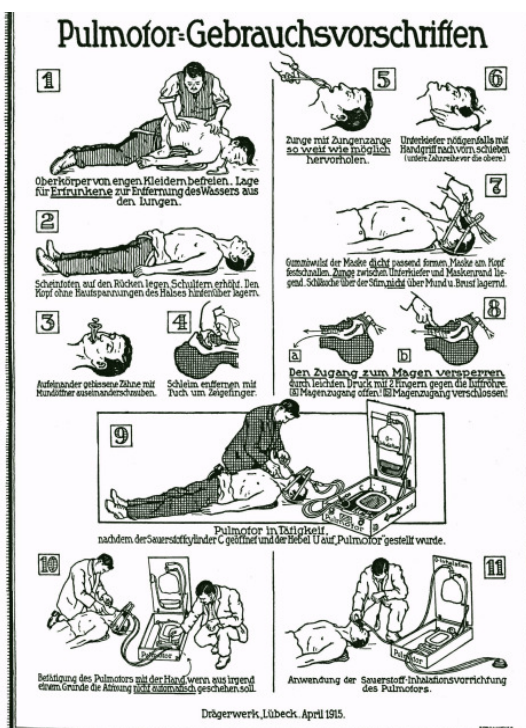 Pulmotor=Gebrauchsvorschriften
1
Oberkörper von engen Kleidern befreien. Lage
für Ertrunkene zur Entfernung des Wassers aus
den Lungen.
2
Scheintoten auf den Rücken legen, Schultern erhöht. Den
Kopf ohne Hautspannungen des Halses hintenüber lagern.
3
Aufeinander gebissene Zähne mit
Mundöffner auseinanderschrauben.
4
Schleim entfernen mit
Tuch um Zeigefinger.
5
Zunge mit Zungenzange
so weit wie möglich
hervorholen.
6
Unterkiefer nötigenfalls mit
Handgriff nach vorn schieben
(untere Zahnreihe vor die obere.)
7
Gummiwulst der Maske dicht passend formen, Maske am Kopf
festschnallen. Zunge zwischen Unterkiefer und Maskenrand lie-
gend. Schläuche über der Stirn, nicht über Mund u. Brust lagernd.
8
a
b
Den Zugang zum Magen versperren
durch leichten Druck mit 2 Fingern gegen die Luftröhre.
a Magenzugang offen! b Magenzugang verschlossen!
9
Pulmotor
Pulmotor in Tätigkeit,
nachdem der Sauerstoffcylinder C geöffnet und der Hebel U auf „Pulmotor" gestellt wurde.
10
Pulmotor
Betätigung des Pulmotors mit der Hand, wenn aus irgend
einem Grunde die Atmung nicht automatisch geschehen soll.
11
O-Inhalation
Pulmotor
Anwendung der Sauerstoff-Inhalationsvorrichtung
des Pulmotors.
Drägerwerk, Lübeck. April 1915.